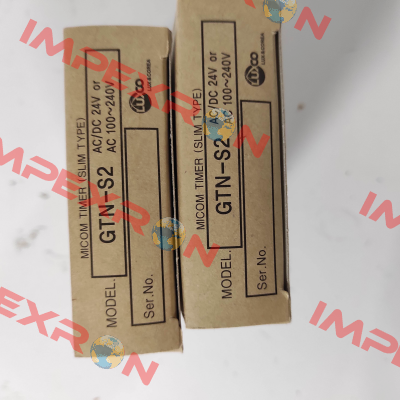 MICOM TIMER (SLIM TYPE)
MODEL. GTN-S2 AC/DC 24V or
AC 100~240V
Ser.No.
MICOM TIMER (SLIM TYPE)
MODEL. GTN-S2 AC/DC 24V or
AC 100~240V
Ser.No.
IMPEXRON
IMPEXRON
IMPEXRON
IMPEXRON